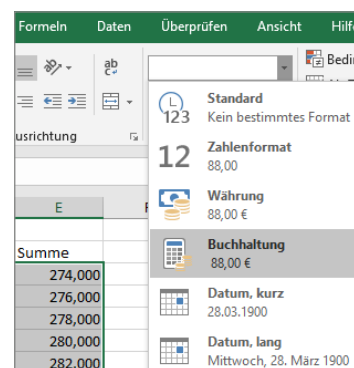 Formeln Daten Überprüfen Ansicht Hilf
ab
Bedin
usrichtung
Standard
123 Kein bestimmtes Format
12 Zahlenformat
88,00
Währung
88,00 €
Buchhaltung
88,00 €
Datum, kurz
28.03.1900
Datum, lang
Mittwoch, 28. März 1900
E
Summe
274,000
276,000
278,000
280,000
282,000